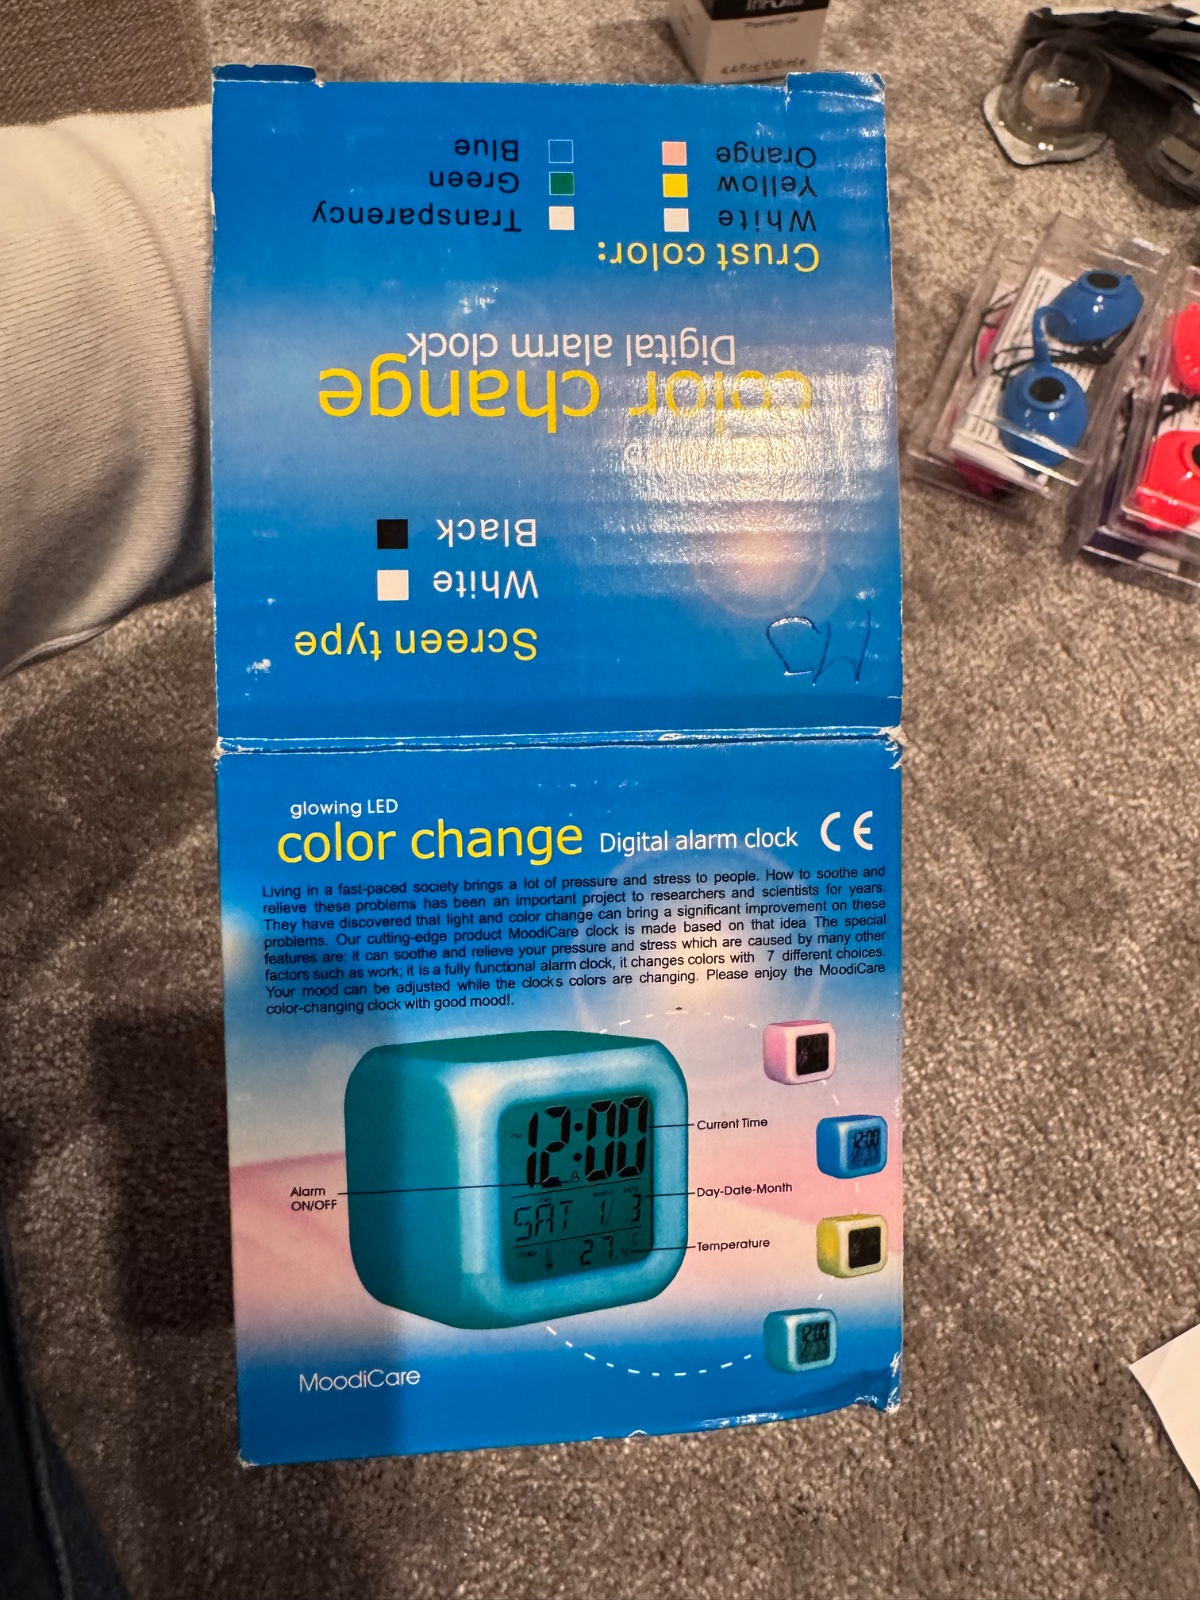 Screen type
White
Black
color change
Digital alarm clock
Crust color:
White Transparency
Yellow Green
Orange Blue
glowing LED
color change Digital alarm clock CE
Living in a fast-paced society brings a lot of pressure and stress to people. How to soothe and
relieve these problems has been an important project to researchers and scientists for years.
They have discovered that light and color change can bring a significant improvement on these
problems. Our cutting-edge product MoodiCare clock is made based on that idea The special
features are: it can soothe and relieve your pressure and stress which are caused by many other
factors such as work; it is a fully functional alarm clock, it changes colors with 7 different choices.
Your mood can be adjusted while the clocks colors are changing. Please enjoy the MoodiCare
color-changing clock with good mood!.
12:00
Current Time
Alarm
ON/OFF
Day-Date-Month
SAT 1/ 3
Temperature
27.
12:00
12:00
MoodiCare